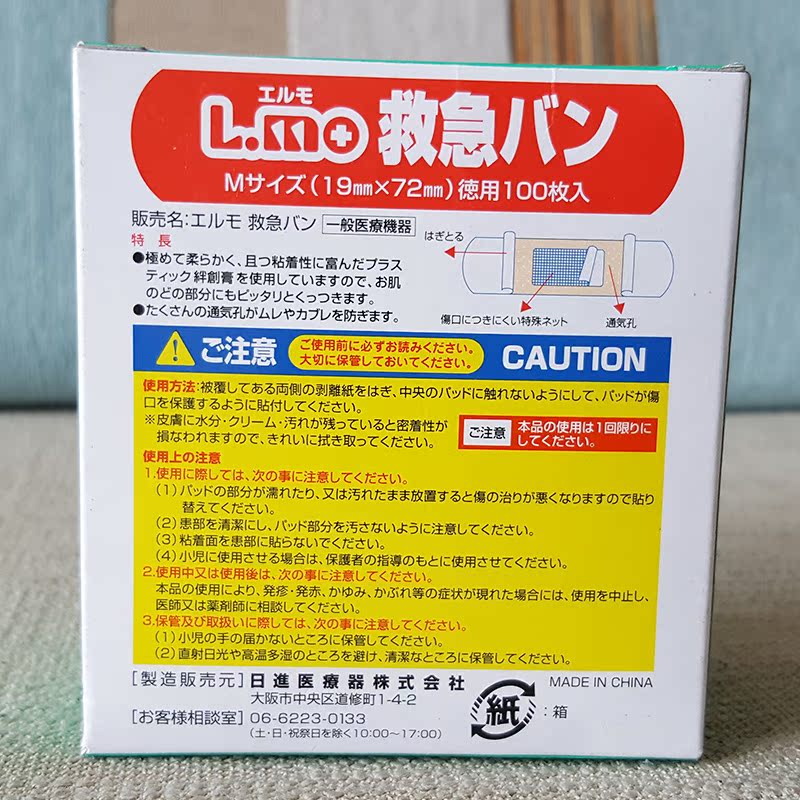 エルモ
L.mo 救急バン
Mサイズ(19mm×72mm)徳用100枚入
販売名:エルモ 救急バン 一般医療機器
特 長
●極めて柔らかく、且つ粘着性に富んだプラス
ティック絆創膏を使用していますので、お肌
のどの部分にもピッタリとくっつきます。
●たくさんの通気孔がムレやカブレを防ぎます。
はぎとる
傷口につきにくい特殊ネット
通気孔
ご注意
ご使用前に必ずお読みください。
大切に保管しておいてください。
CAUTION
使用方法:被覆してある両側の剥離紙をはぎ、中央のパッドに触れないようにして、パッドが傷
口を保護するように貼付してください。
※皮膚に水分・クリーム・汚れが残っていると密着性が
損なわれますので、きれいに拭き取ってください。
ご注意
本品の使用は1回限りに
してください。
使用上の注意
1.使用に際しては、次の事に注意してください。
(1)パッドの部分が濡れたり、又は汚れたまま放置すると傷の治りが悪くなりますので貼り
替えてください。
(2)患部を清潔にし、パッド部分を汚さないように注意してください。
(3)粘着面を患部に貼らないでください。
(4)小児に使用させる場合は、保護者の指導のもとに使用させてください。
2.使用中又は使用後は、次の事に注意してください。
本品の使用により、発疹・発赤、かゆみ、かぶれ等の症状が現れた場合には、使用を中止し、
医師又は薬剤師に相談してください。
3.保管及び取扱いに際しては、次の事に注意してください。
(1)小児の手の届かないところに保管してください。
(2)直射日光や高温多湿のところを避け、清潔なところに保管してください。
[製造販売元] 日進医療器株式会社
大阪市中央区道修町1-4-2
[お客様相談室] 06-6223-0133
(土・日・祝祭日を除く10:00〜17:00)
MADE IN CHINA
紙 :箱